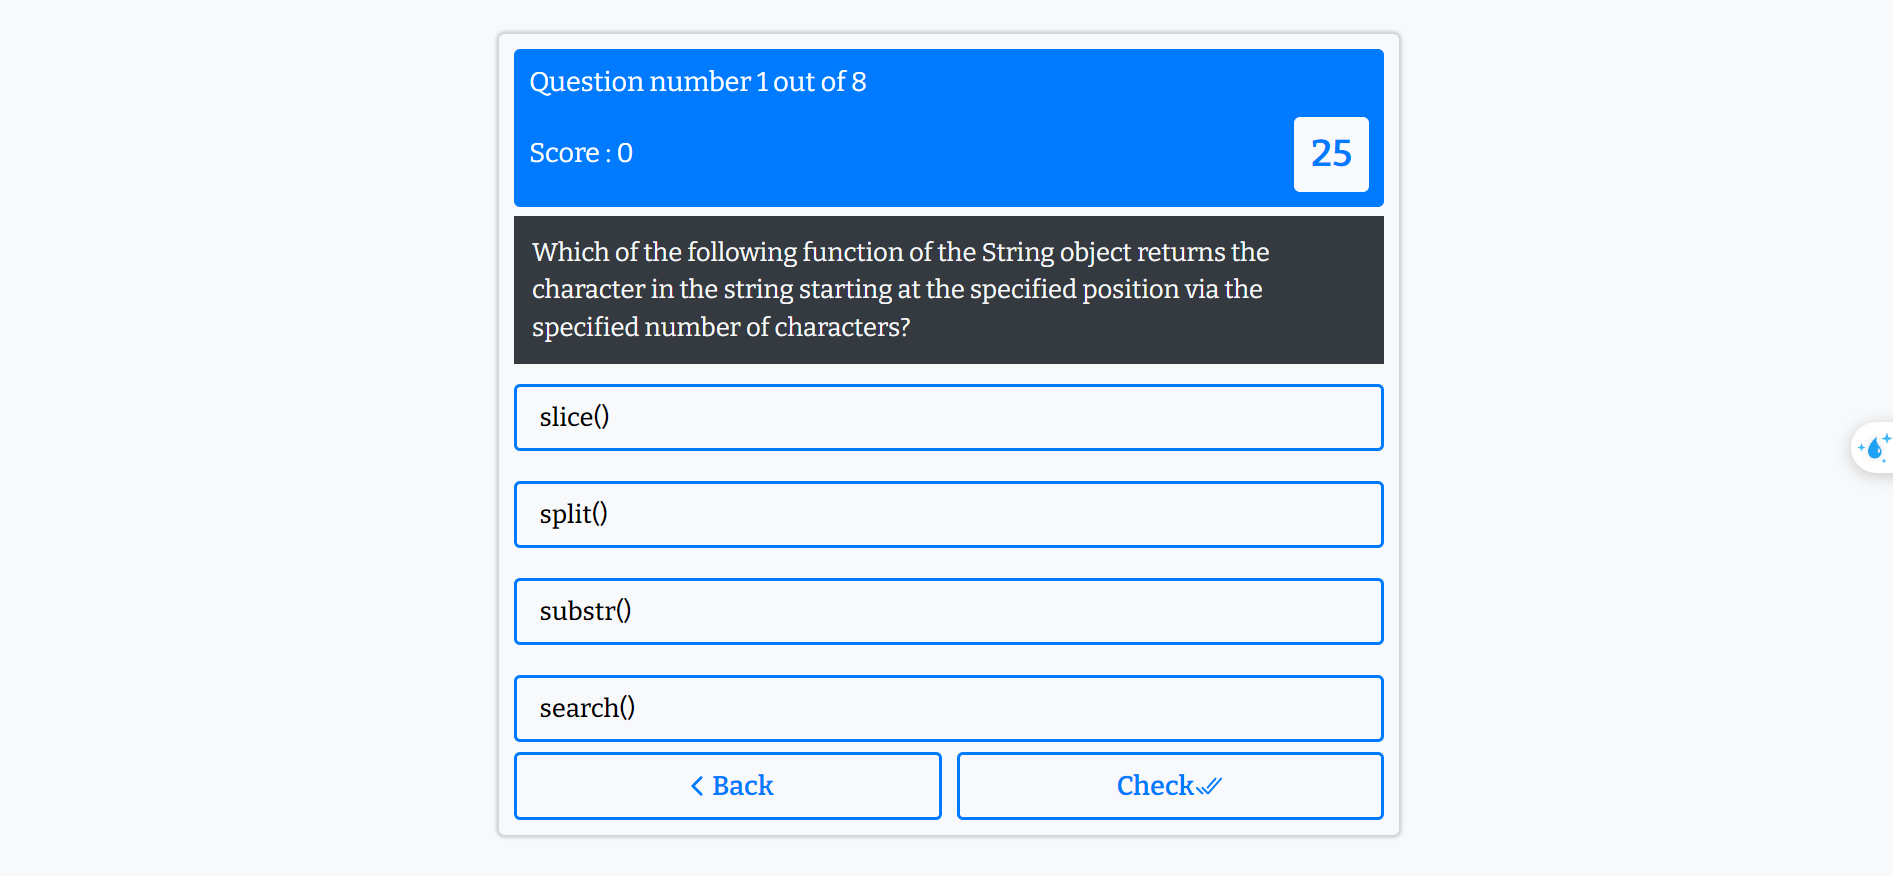 Question number 1 out of 8
Score : 0
25
Which of the following function of the String object returns the
character in the string starting at the specified position via the
specified number of characters?
slice()
split()
substr()
search()
Back
Check